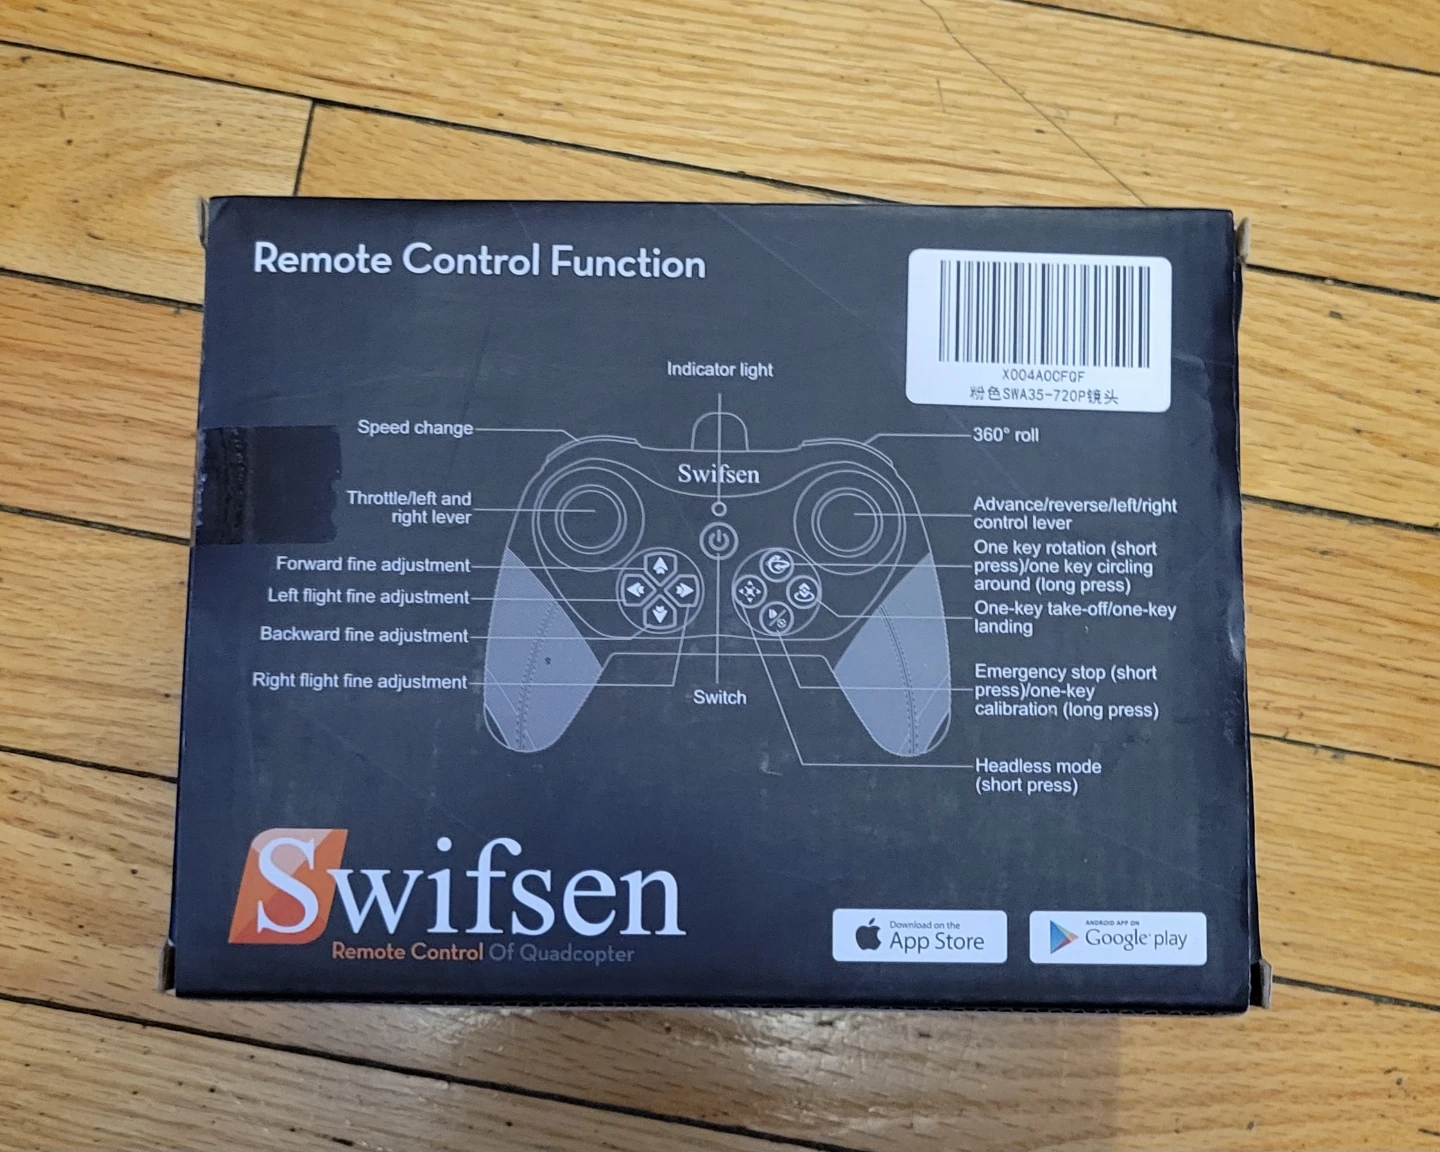 Remote Control Function
X004A0CFQF
粉色SWA35-720P镜头
Indicator light
Speed change
360° roll
Swifsen
Throttle/left and
right lever
Advance/reverse/left/right
control lever
Forward fine adjustment
One key rotation (short
press)/one key circling
around (long press)
Left flight fine adjustment
One-key take-off/one-key
landing
Backward fine adjustment
Right flight fine adjustment
Emergency stop (short
press)/one-key
calibration (long press)
Switch
Headless mode
(short press)
Swifsen
Remote Control Of Quadcopter
Download on the
App Store
ANDROID APP ON
Google play